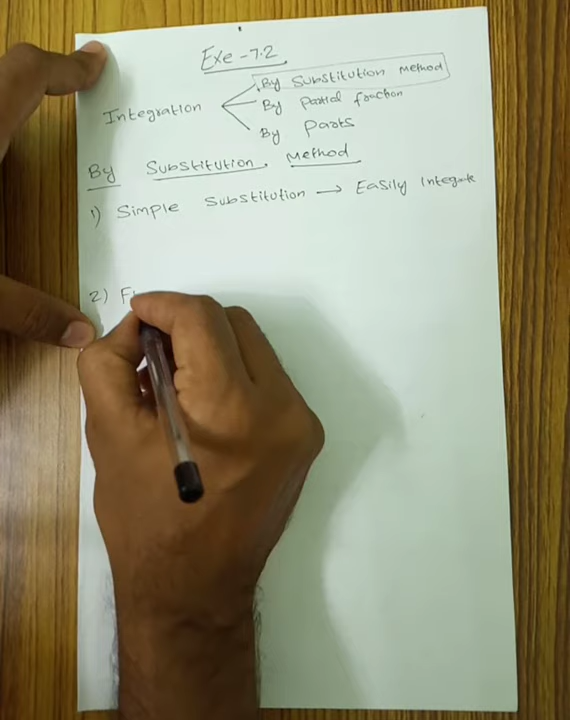 Exe - 7.2
By Substitution Method
Integration
By Partial fraction
By Parts
By Substitution Method
1) Simple Substitution → Easily Integrate
2) F